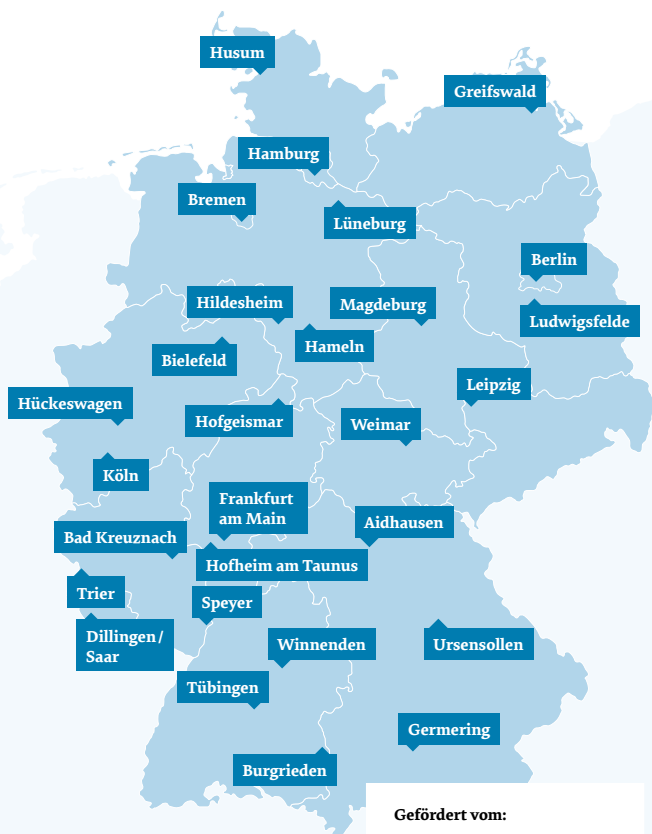 Husum
Greifswald
Hamburg
Bremen
Lüneburg
Berlin
Hildesheim
Magdeburg
Ludwigsfelde
Hameln
Bielefeld
Leipzig
Hückeswagen
Hofgeismar
Weimar
Köln
Frankfurt
am Main
Aidhausen
Bad Kreuznach
Hofheim am Taunus
Trier
Speyer
Dillingen/
Saar
Winnenden
Ursensollen
Tübingen
Germering
Burgrieden
Gefördert vom: